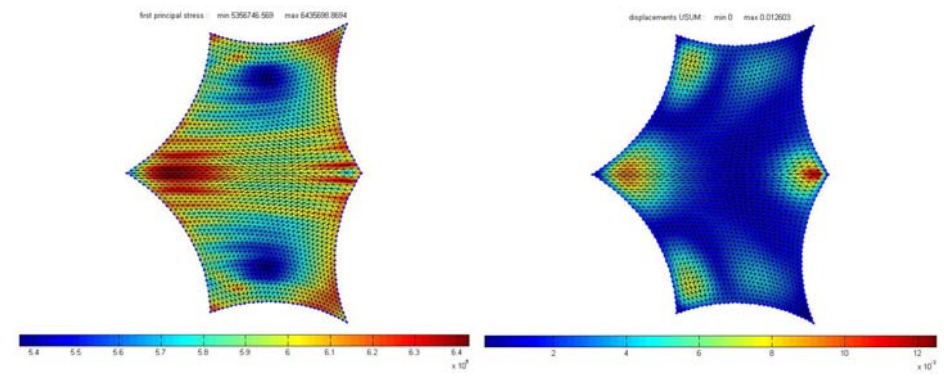 first principal stress : min 5356746.569 max 6435698.8694
displacements USUM : min 0 max 0.012603
5.4 5.5 5.6 5.7 5.8 5.9 6 6.1 6.2 6.3 6.4
x 10
2 4 6 8 10 12
x 10⁻³